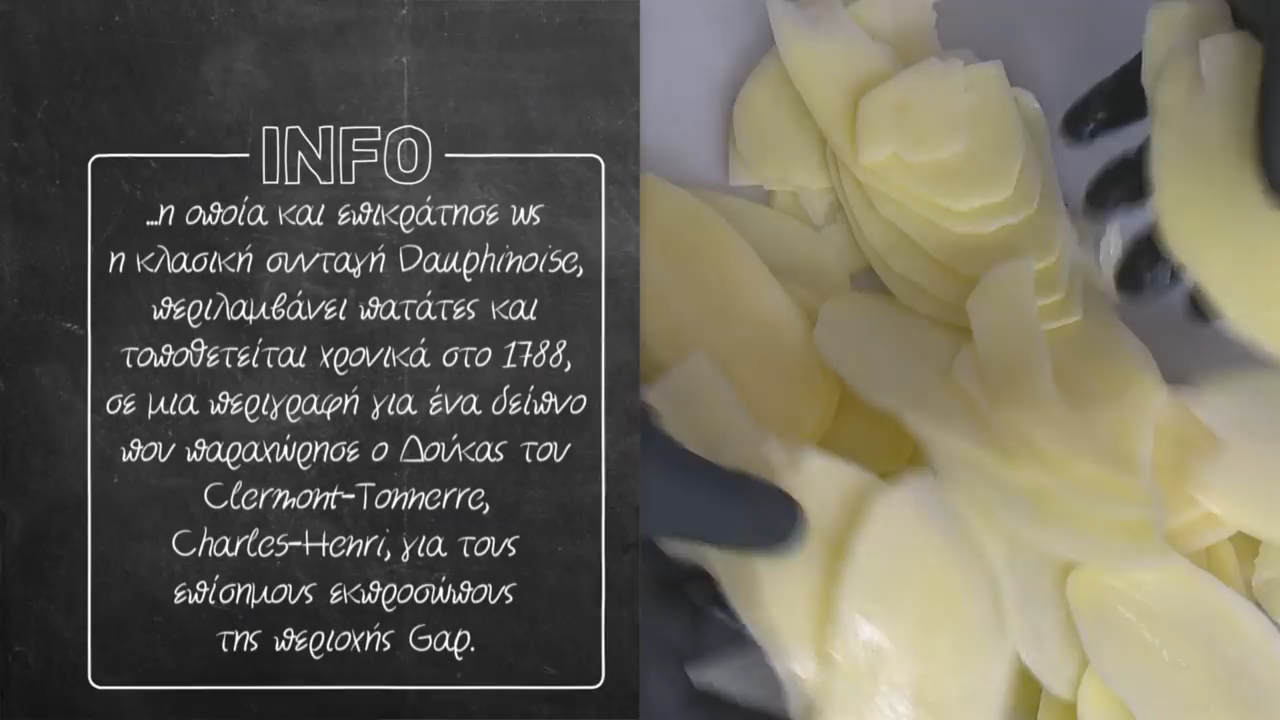 INFO
...η οποία και επικράτησε ως
η κλασική συνταγή Dauphinoise,
περιλαμβάνει πατάτες και
τοποθετείται χρονικά στο 1788,
σε μια περιγραφή για ένα δείπνο
που παραχώρησε ο Δούκας του
Clermont-Tonnerre,
Charles-Henri, για τους
επίσημους εκπροσώπους
της περιοχής Gap.